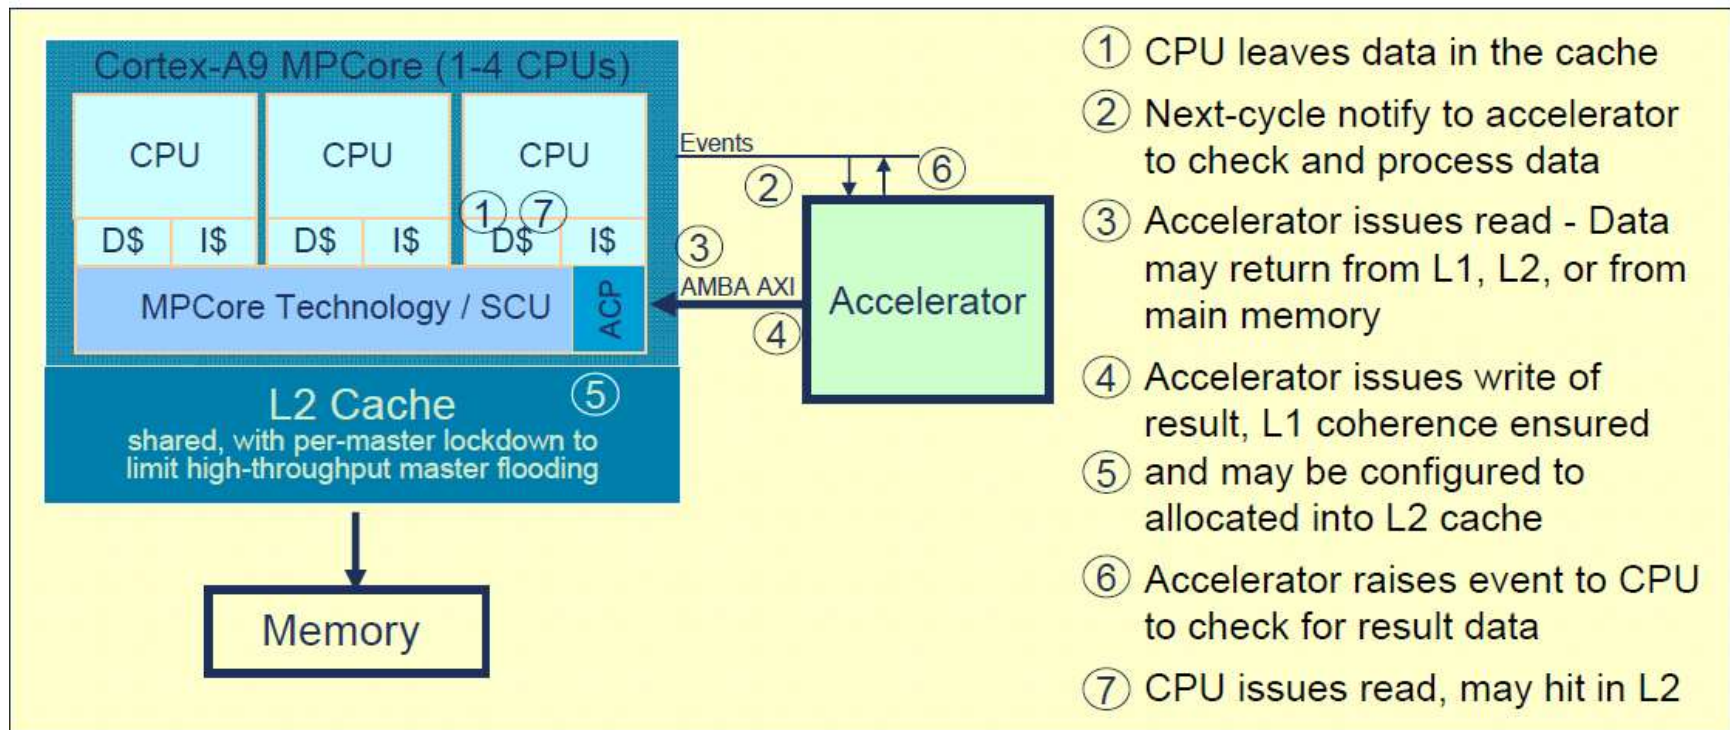 Cortex-A9 MPCore (1-4 CPUs)
CPU
CPU
CPU
① ⑦
D$
I$
D$
I$
D$
I$
MPCore Technology / SCU
ACP
L2 Cache
⑤
shared, with per-master lockdown to
limit high-throughput master flooding
Memory
Events
②
⑥
③
AMBA AXI
④
Accelerator
① CPU leaves data in the cache
② Next-cycle notify to accelerator
to check and process data
③ Accelerator issues read - Data
may return from L1, L2, or from
main memory
④ Accelerator issues write of
result, L1 coherence ensured
⑤ and may be configured to
allocated into L2 cache
⑥ Accelerator raises event to CPU
to check for result data
⑦ CPU issues read, may hit in L2